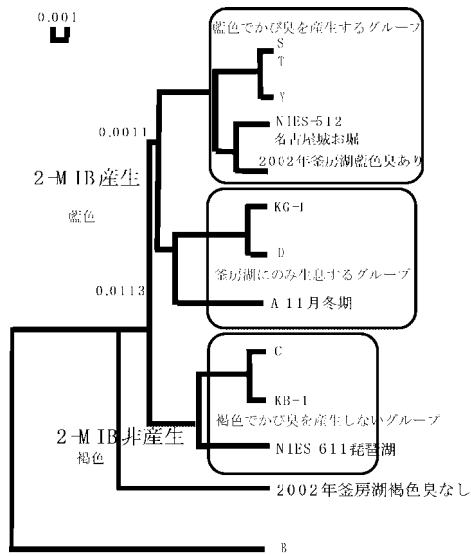 0.001
藍色でかび臭を産生するグループ
S
T
Y
NIES-512
名古屋城お堀
2002年釜房湖藍色臭あり
0.0011
2-MIB産生
藍色
KG-1
D
釜房湖にのみ生息するグループ
A 11月冬期
0.0113
C
KB-1
褐色でかび臭を産生しないグループ
NIES 611琵琶湖
2-MIB非産生
褐色
2002年釜房湖褐色臭なし
B